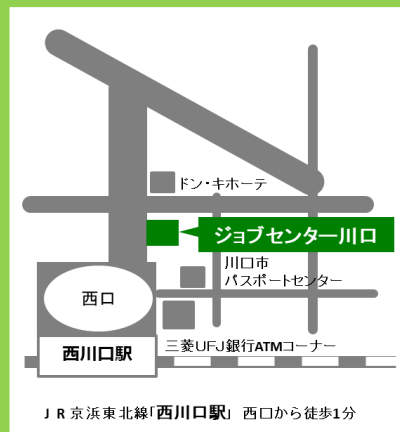 ドン・キホーテ
ジョブセンター川口
川口市
パスポートセンター
西口
三菱UFJ銀行ATMコーナー
西川口駅
ＪＲ京浜東北線「西川口駅」 西口から徒歩1分